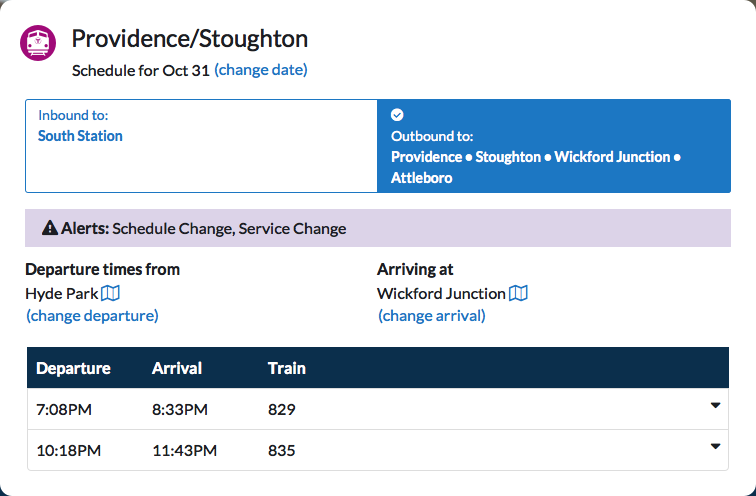 Providence/Stoughton
Schedule for Oct 31 (change date)
Inbound to:
South Station
Outbound to:
Providence • Stoughton • Wickford Junction •
Attleboro
Alerts: Schedule Change, Service Change
Departure times from
Hyde Park
(change departure)
Arriving at
Wickford Junction
(change arrival)
Departure Arrival Train
7:08PM 8:33PM 829
10:18PM 11:43PM 835